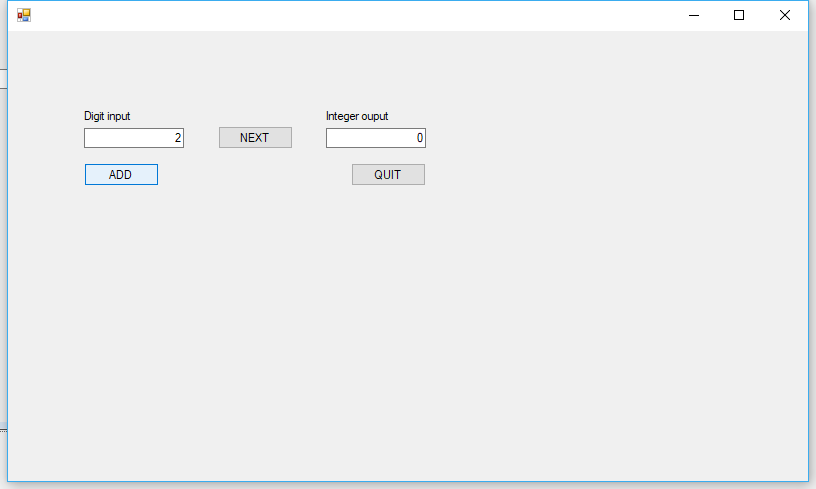 Digit input
Integer ouput
2
NEXT
0
ADD
QUIT